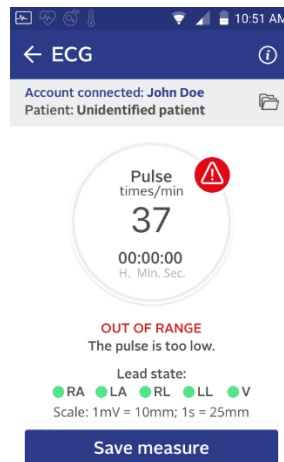 10:51 AM
ECG
Account connected: John Doe
Patient: Unidentified patient
Pulse
times/min
37
00:00:00
H. Min. Sec.
OUT OF RANGE
The pulse is too low.
Lead state:
RA LA RL LL V
Scale: 1mV = 10mm; 1s = 25mm
Save measure